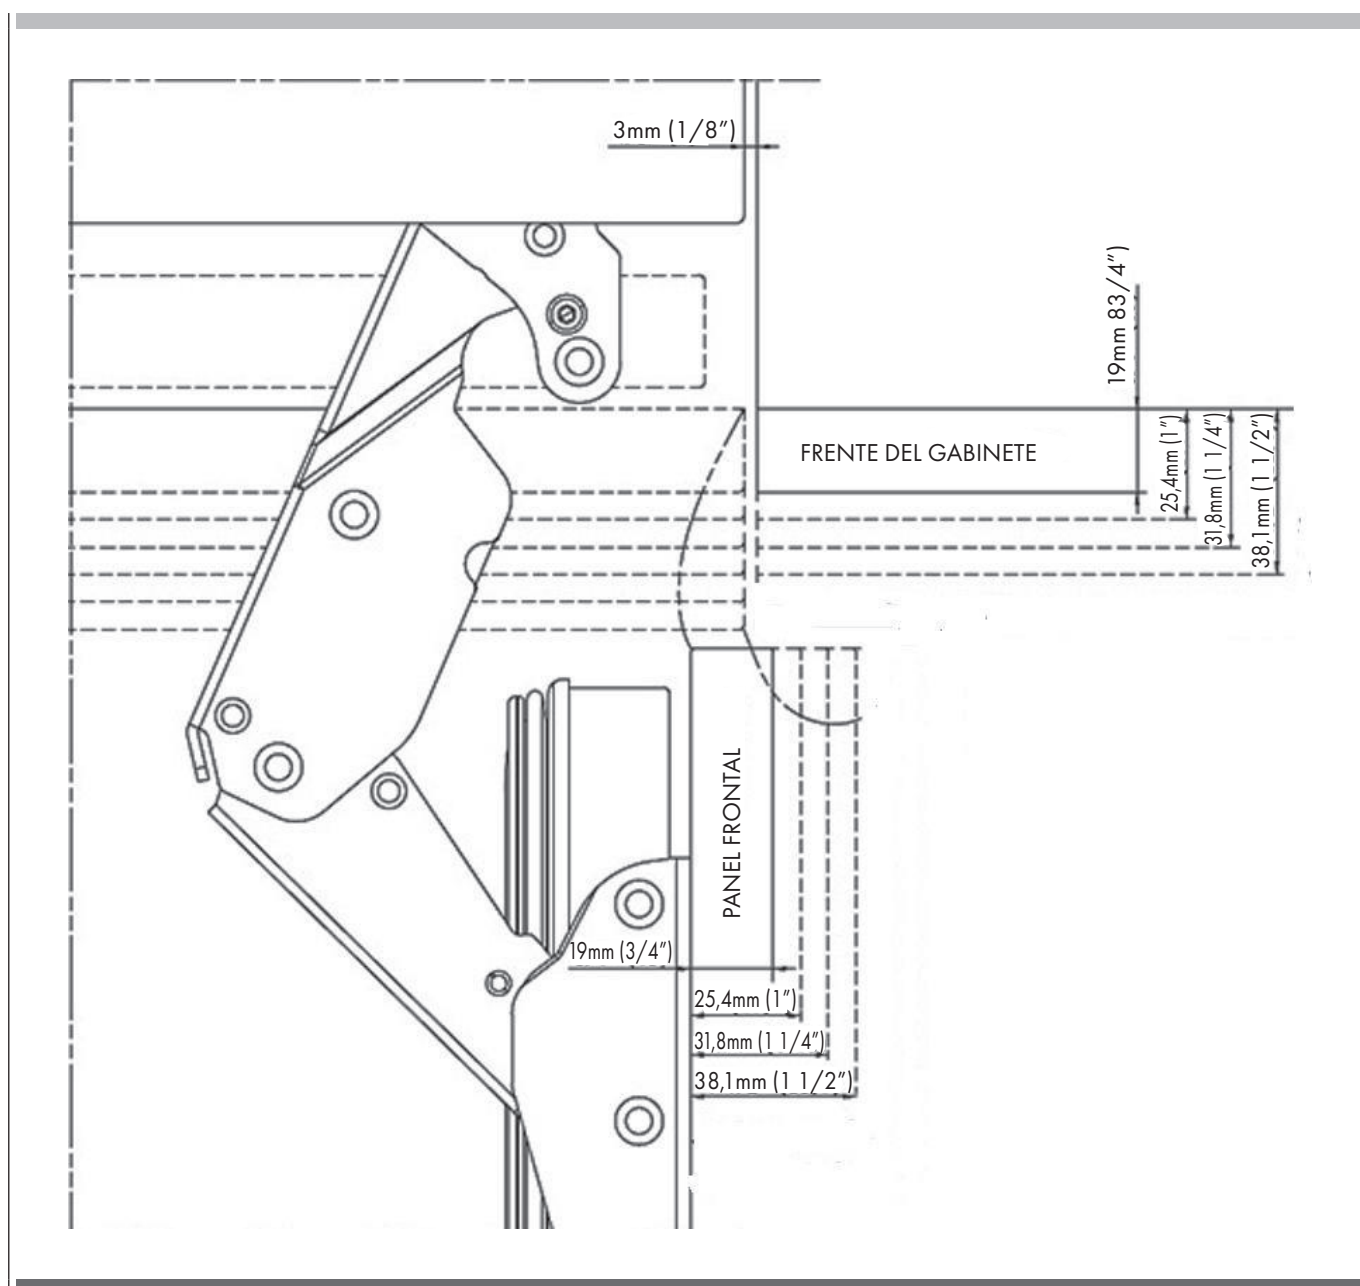 3mm (1/8”)
19mm 83/4”)
FRENTE DEL GABINETE
25,4mm (1”)
31,8mm (1 1/4”)
38,1mm (1 1/2”)
PANEL FRONTAL
19mm (3/4”)
25,4mm (1”)
31,8mm (1 1/4”)
38,1mm (1 1/2”)